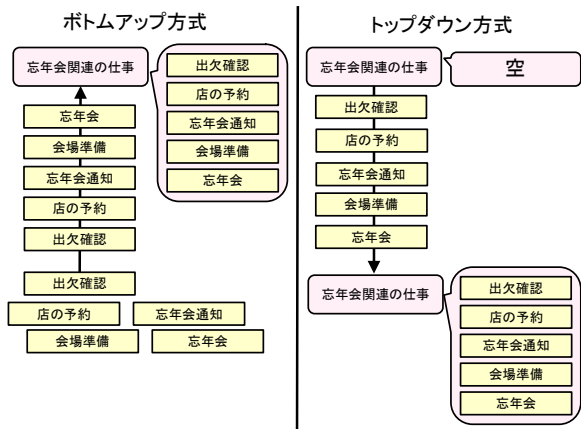 ボトムアップ方式
忘年会関連の仕事
出欠確認
店の予約
忘年会通知
会場準備
忘年会
忘年会
会場準備
忘年会通知
店の予約
出欠確認
出欠確認
店の予約
忘年会通知
会場準備
忘年会
トップダウン方式
忘年会関連の仕事
空
出欠確認
店の予約
忘年会通知
会場準備
忘年会
忘年会関連の仕事
出欠確認
店の予約
忘年会通知
会場準備
忘年会